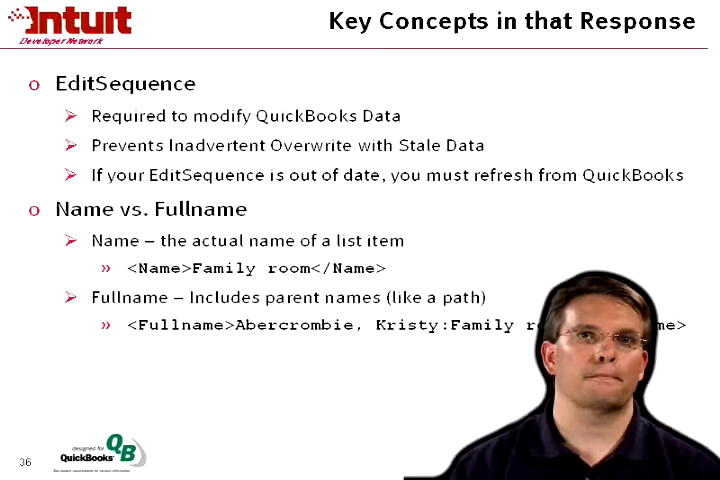 Intuit
Developer Network
Key Concepts in that Response
o EditSequence
➢ Required to modify QuickBooks Data
➢ Prevents Inadvertent Overwrite with Stale Data
➢ If your EditSequence is out of date, you must refresh from QuickBooks
o Name vs. Fullname
➢ Name – the actual name of a list item
» <Name>Family room</Name>
➢ Fullname – Includes parent names (like a path)
» <Fullname>Abercrombie, Kristy:Family
36
designed for
QuickBooks
QB